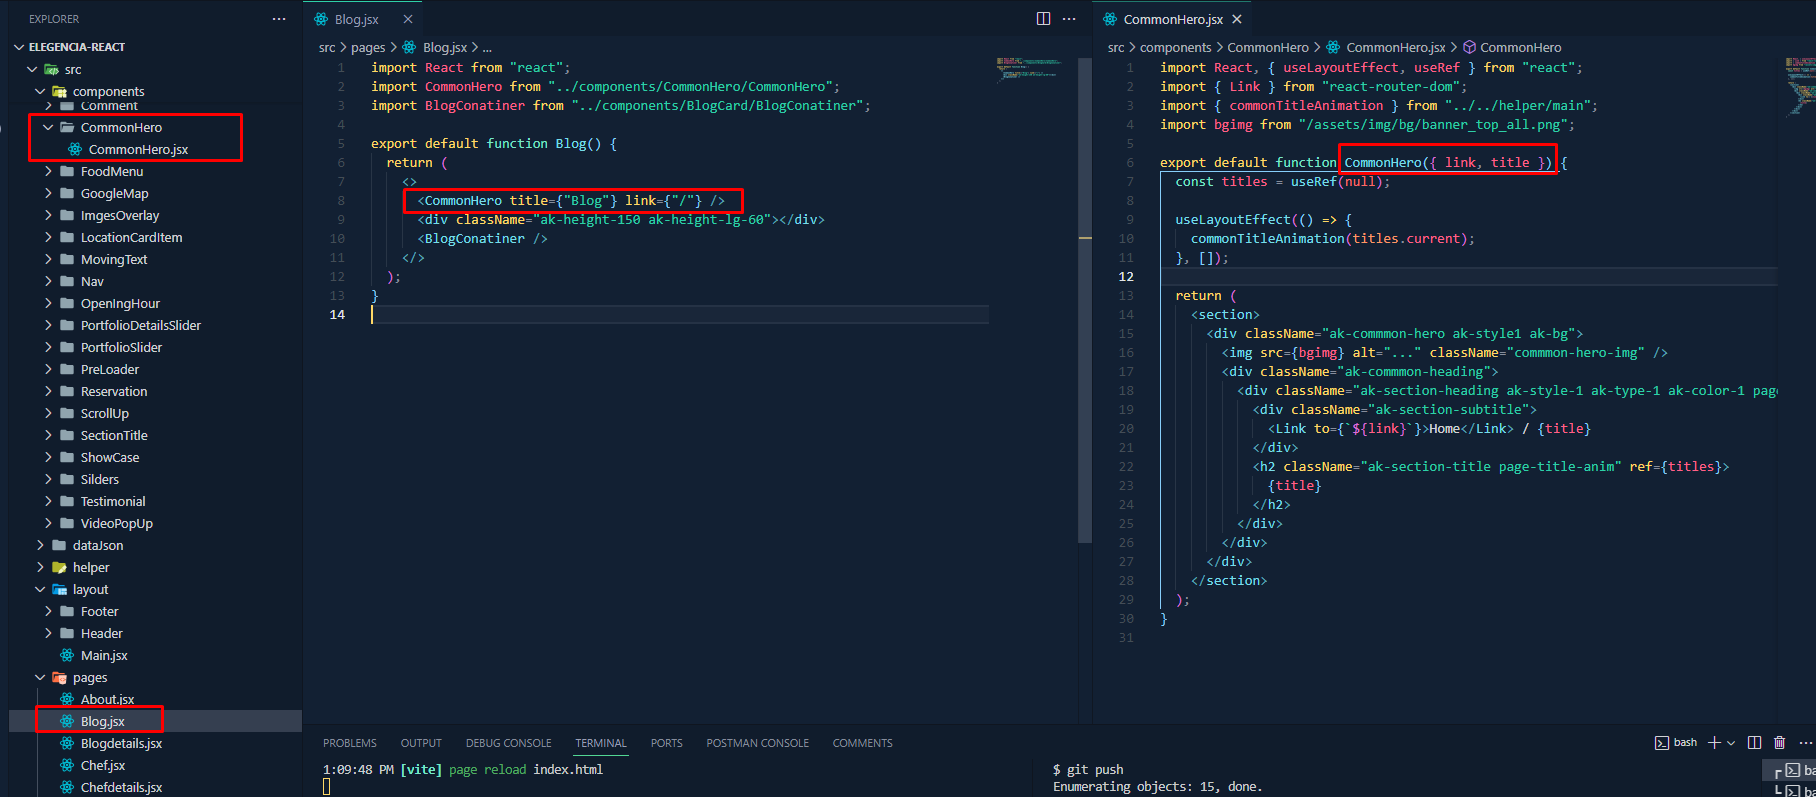 EXPLORER
ELEGENCIA-REACT
src
components
Comment
CommonHero
CommonHero.jsx
FoodMenu
GoogleMap
ImgesOverlay
LocationCardItem
MovingText
Nav
OpenIngHour
PortfolioDetailsSlider
PortfolioSlider
PreLoader
Reservation
ScrollUp
SectionTitle
ShowCase
Silders
Testimonial
VideoPopUp
dataJson
helper
layout
Footer
Header
Main.jsx
pages
About.jsx
Blog.jsx
Blogdetails.jsx
Chef.jsx
Chefdetails.jsx
Blog.jsx
src > pages > Blog.jsx > ...
1 import React from "react";
2 import CommonHero from "../components/CommonHero/CommonHero";
3 import BlogConatiner from "../components/BlogCard/BlogConatiner";
4
5 export default function Blog() {
6 return (
7 <>
8 <CommonHero title={"Blog"} link={"/"} />
9 <div className="ak-height-150 ak-height-lg-60"></div>
10 <BlogConatiner />
11 </>
12 );
13 }
14
CommonHero.jsx
src > components > CommonHero > CommonHero.jsx > CommonHero
1 import React, { useLayoutEffect, useRef } from "react";
2 import { Link } from "react-router-dom";
3 import { commonTitleAnimation } from "../../helper/main";
4 import bgimg from "/assets/img/bg/banner_top_all.png";
5
6 export default function CommonHero({ link, title }) {
7 const titles = useRef(null);
8
9 useLayoutEffect(() => {
10 commonTitleAnimation(titles.current);
11 }, []);
12
13 return (
14 <section>
15 <div className="ak-commmon-hero ak-style1 ak-bg">
16 <img src={bgimg} alt="..." className="commmon-hero-img" />
17 <div className="ak-commmon-heading">
18 <div className="ak-section-heading ak-style-1 ak-type-1 ak-color-1 pag
19 <div className="ak-section-subtitle">
20 <Link to={`${link}`}>Home</Link> / {title}
21 </div>
22 <h2 className="ak-section-title page-title-anim" ref={titles}>
23 {title}
24 </h2>
25 </div>
26 </div>
27 </div>
28 </section>
29 );
30 }
31
PROBLEMS OUTPUT DEBUG CONSOLE TERMINAL PORTS POSTMAN CONSOLE COMMENTS
bash
1:09:48 PM [vite] page reload index.html
$ git push
Enumerating objects: 15, done.
ba
ba